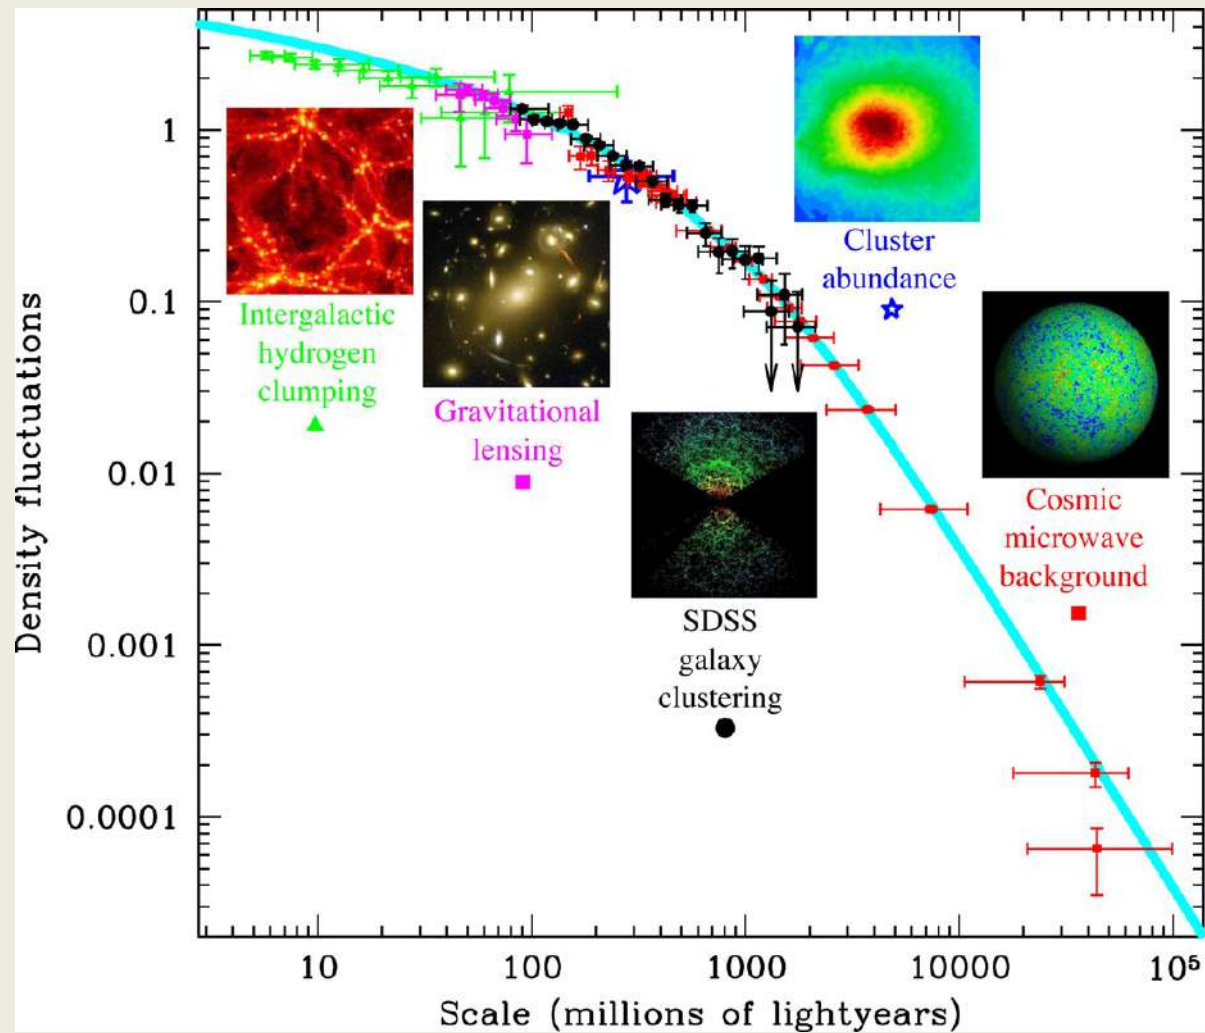 Density fluctuations
1
0.1
0.01
0.001
0.0001
Intergalactic
hydrogen
clumping
Gravitational
lensing
Cluster
abundance
SDSS
galaxy
clustering
Cosmic
microwave
background
10
100
1000
10000
10⁵
Scale (millions of lightyears)